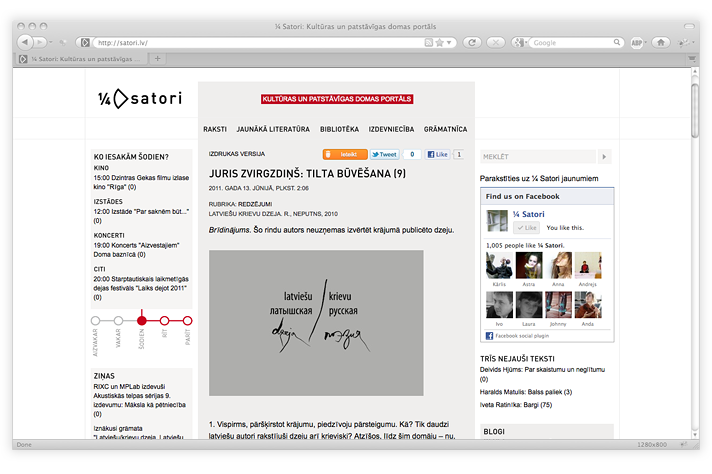 ¼ Satori: Kultūras un patstāvīgas domas portāls
http://satori.lv/
Google
ABP
¼ Satori: Kultūras un patstāvīgas ...
¼ satori
KULTŪRAS UN PATSTĀVĪGAS DOMAS PORTĀLS
RAKSTI JAUNĀKĀ LITERATŪRA BIBLIOTĒKA IZDEVNIECĪBA GRĀMATNĪCA
KO IESAKĀM ŠODIEN?
KINO
15:00 Dzintras Gekas filmu izlase
kino "Rīga" (0)
IZSTĀDES
12:00 Izstāde "Par saknēm būt..."
(0)
KONCERTI
19:00 Koncerts "Aizvestajiem"
Doma baznīcā (0)
CITI
20:00 Starptautiskais laikmetīgās
dejas festivāls "Laiks dejot 2011"
(0)
AIZVAKAR
VAKAR
ŠODIEN
RĪT
PARĪT
ZIŅAS
RIXC un MPLab izdevuši
Akustiskās telpas sērijas 9.
izdevumu: Māksla kā pētniecība
(0)
Iznākusi grāmata
"Latviešu/krievu dzeja. Latviešu
IZDRUKAS VERSIJA
Ieteikt
Tweet 0
Like 1
JURIS ZVIRGZDIŅŠ: TILTA BŪVĒŠANA (9)
2011. GADA 13. JŪNIJĀ, PLKST. 2:06
RUBRIKA: REDZĒJUMI
LATVIEŠU KRIEVU DZEJA. R., NEPUTNS, 2010
Brīdinājums. Šo rindu autors neuzņemas izvērtēt krājumā publicēto dzeju.
latviešu / krievu
латышская / русская
dzeja поэзия
1. Vispirms, pāršķirstot krājumu, piedzīvoju pārsteigumu. Kā? Tik daudzi
latviešu autori rakstījuši dzeju arī krieviski? Atzīšos, līdz šim domāju – nu,
MEKLĒT
Parakstīties uz ¼ Satori jaunumiem
Find us on Facebook
¼ Satori
Like You like this.
1,005 people like ¼ Satori.
Kārlis Astra Anna Andrejs
Ivo Laura Johnny Anda
Facebook social plugin
TRĪS NEJAUŠI TEKSTI
Deivids Hjūms: Par skaistumu un neglītumu
(0)
Haralds Matulis: Balss paliek (3)
Iveta Ratinīka: Bargi (75)
BLOGI
Done
1280x800